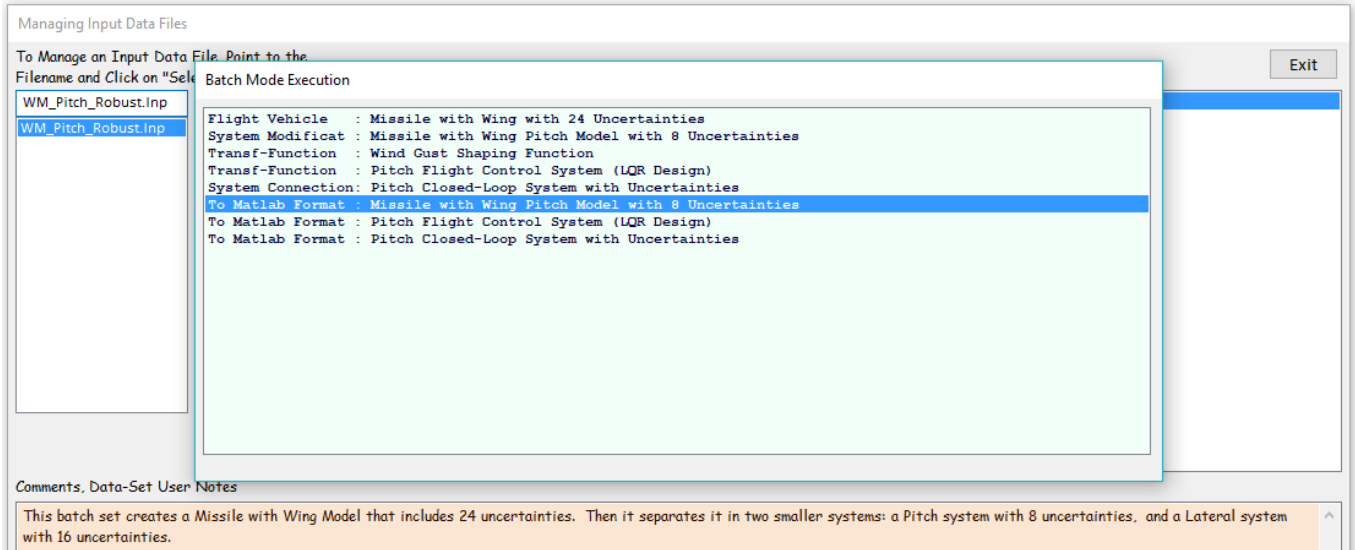 Managing Input Data Files
To Manage an Input Data File, Point to the
Filename and Click on "Sele
Exit
Batch Mode Execution
WM_Pitch_Robust.Inp
WM_Pitch_Robust.Inp
Flight Vehicle   : Missile with Wing with 24 Uncertainties
System Modificat : Missile with Wing Pitch Model with 8 Uncertainties
Transf-Function  : Wind Gust Shaping Function
Transf-Function  : Pitch Flight Control System (LQR Design)
System Connection: Pitch Closed-Loop System with Uncertainties
To Matlab Format : Missile with Wing Pitch Model with 8 Uncertainties
To Matlab Format : Pitch Flight Control System (LQR Design)
To Matlab Format : Pitch Closed-Loop System with Uncertainties
Comments, Data-Set User Notes
This batch set creates a Missile with Wing Model that includes 24 uncertainties.  Then it separates it in two smaller systems: a Pitch system with 8 uncertainties,  and a Lateral system
with 16 uncertainties.